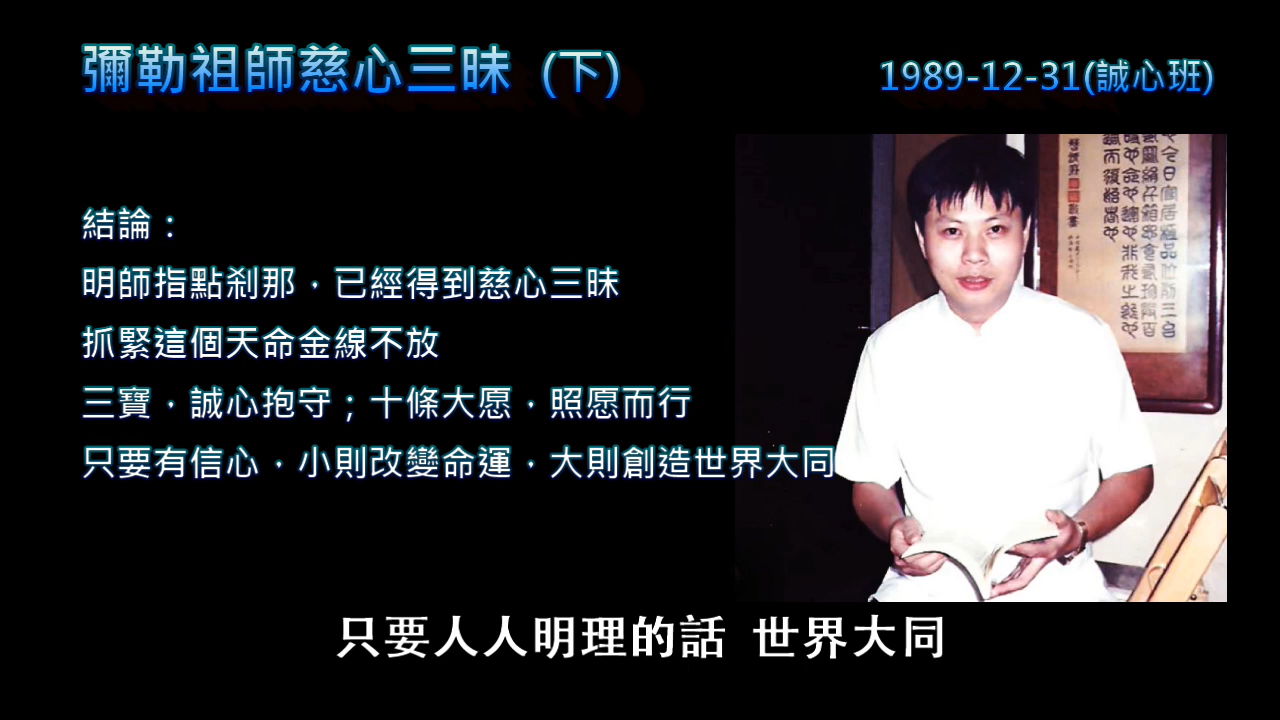 彌勒祖師慈心三昧 (下)
1989-12-31(誠心班)
結論：
明師指點剎那，已經得到慈心三昧
抓緊這個天命金線不放
三寶，誠心抱守；十條大愿，照愿而行
只要有信心，小則改變命運，大則創造世界大同
只要人人明理的話 世界大同